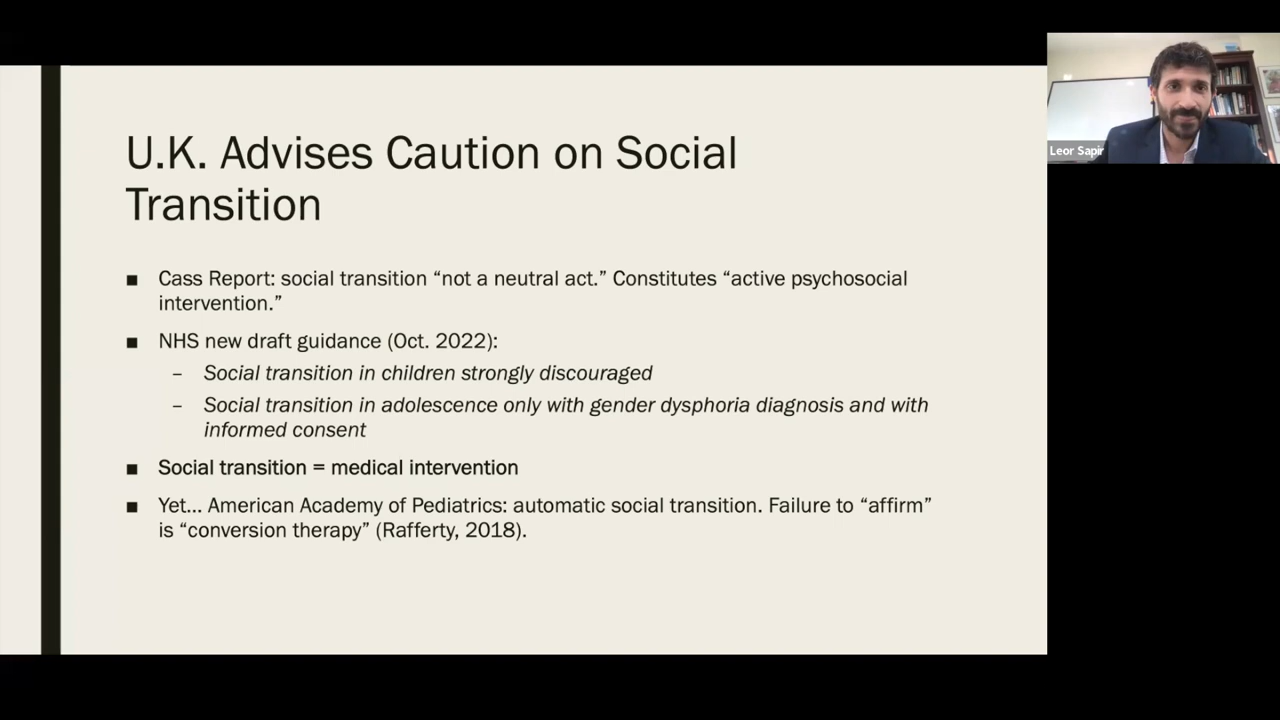 U.K. Advises Caution on Social
Transition
■ Cass Report: social transition “not a neutral act.” Constitutes “active psychosocial
intervention.”
■ NHS new draft guidance (Oct. 2022):
– Social transition in children strongly discouraged
– Social transition in adolescence only with gender dysphoria diagnosis and with
informed consent
■ Social transition = medical intervention
■ Yet... American Academy of Pediatrics: automatic social transition. Failure to “affirm”
is “conversion therapy” (Rafferty, 2018).
Leor Sapir